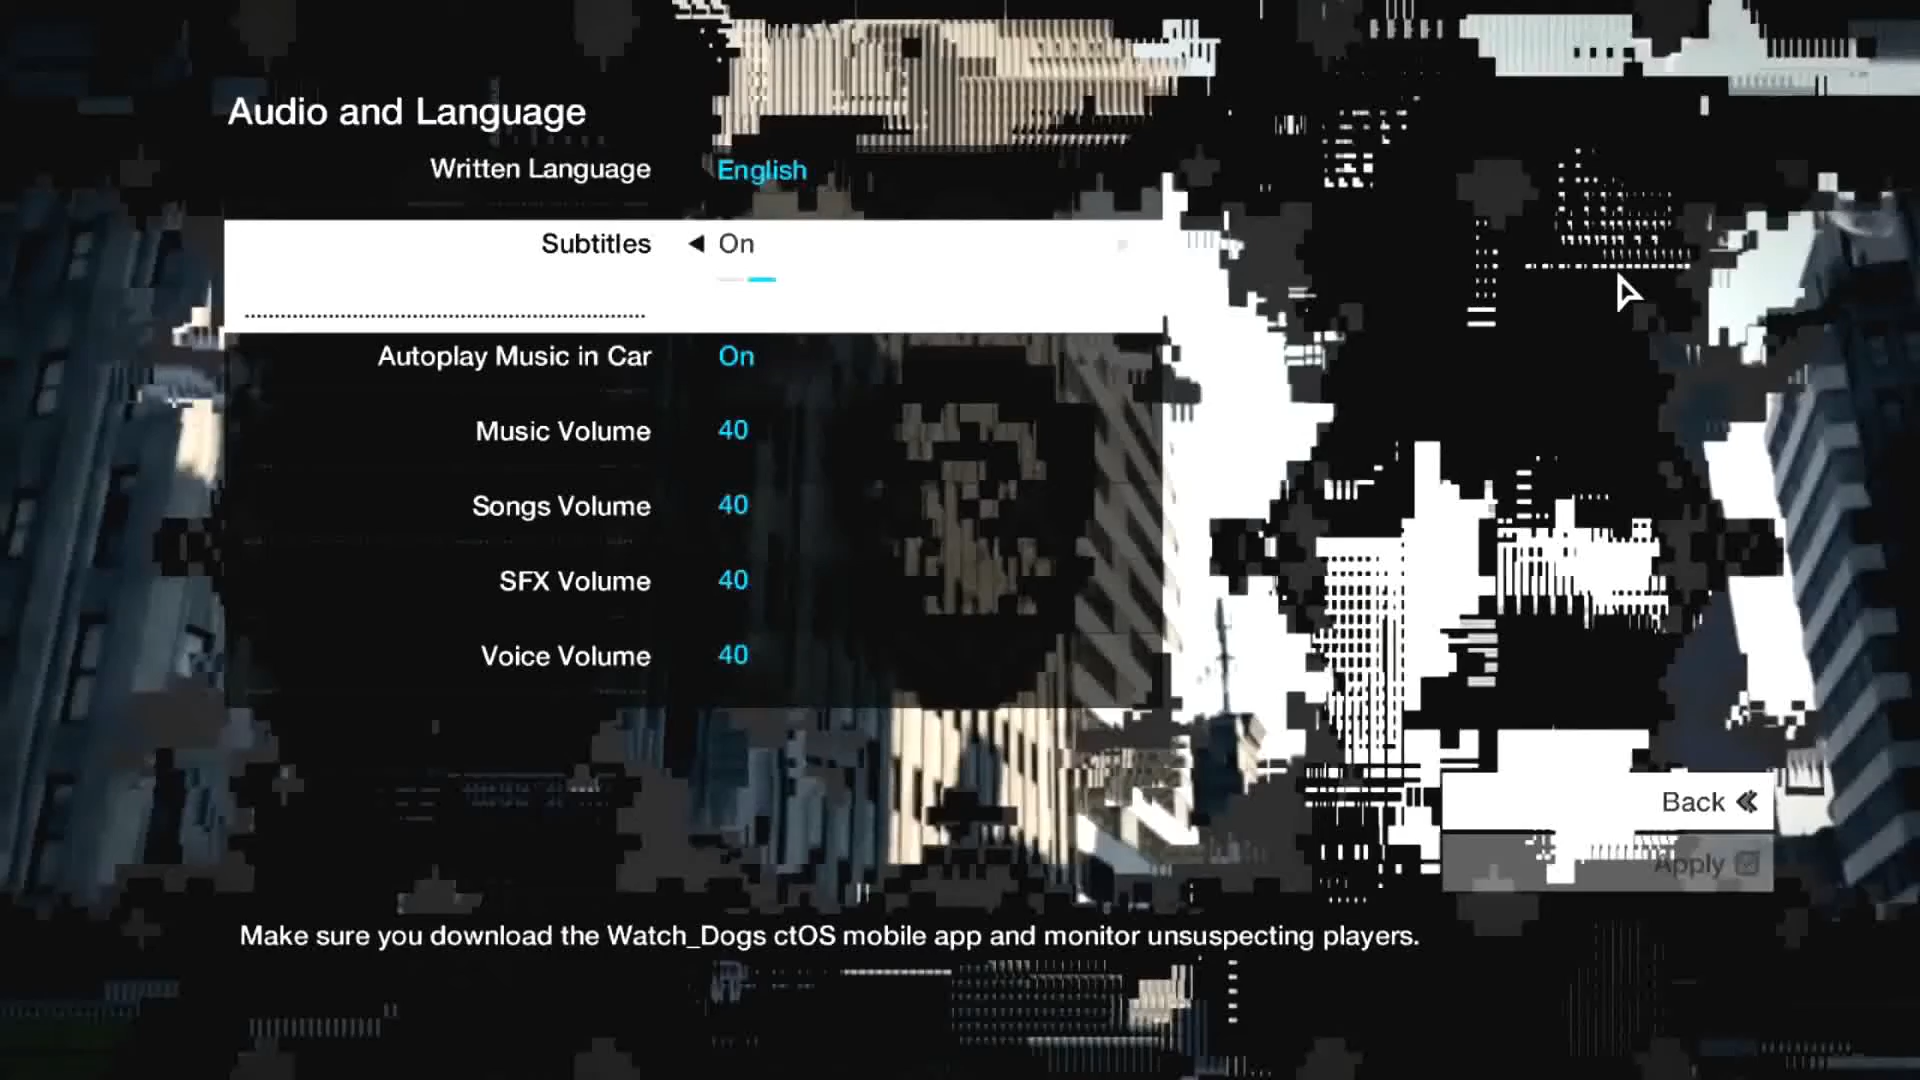 Audio and Language
Written Language English
Subtitles On
Autoplay Music in Car On
Music Volume 40
Songs Volume 40
SFX Volume 40
Voice Volume 40
Back
Apply
Make sure you download the Watch_Dogs ctOS mobile app and monitor unsuspecting players.